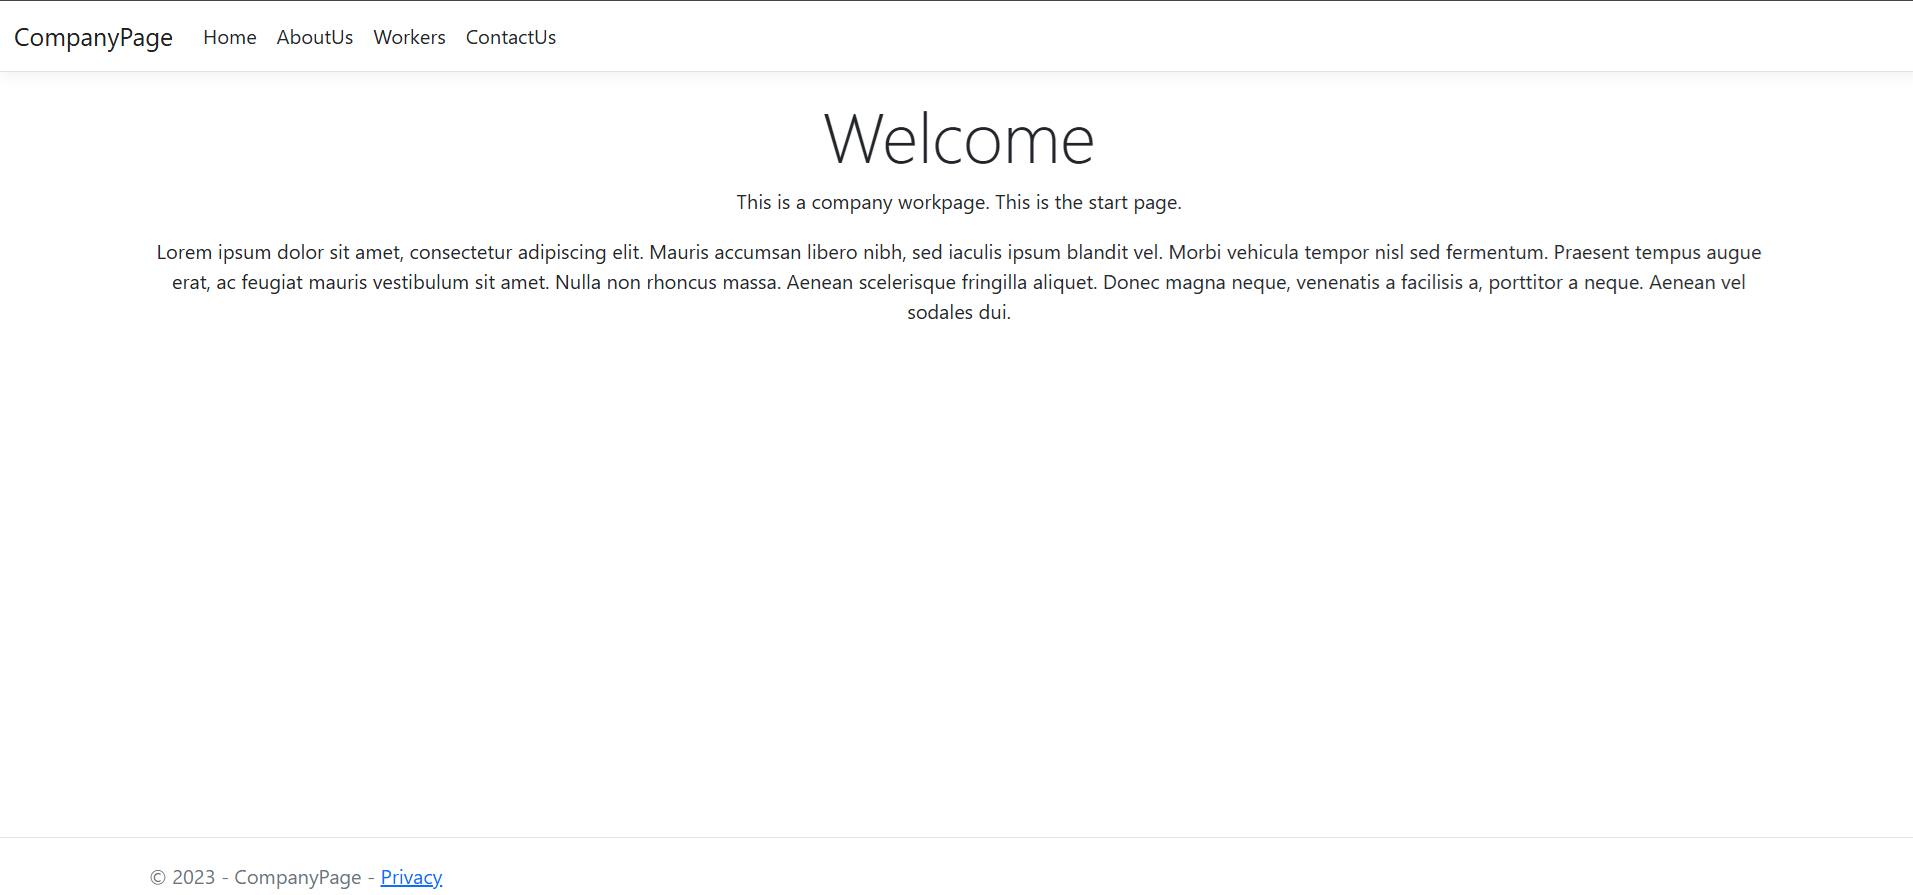 CompanyPage Home AboutUs Workers ContactUs
Welcome
This is a company workpage. This is the start page.
Lorem ipsum dolor sit amet, consectetur adipiscing elit. Mauris accumsan libero nibh, sed iaculis ipsum blandit vel. Morbi vehicula tempor nisl sed fermentum. Praesent tempus augue
erat, ac feugiat mauris vestibulum sit amet. Nulla non rhoncus massa. Aenean scelerisque fringilla aliquet. Donec magna neque, venenatis a facilisis a, porttitor a neque. Aenean vel
sodales dui.
© 2023 - CompanyPage - Privacy